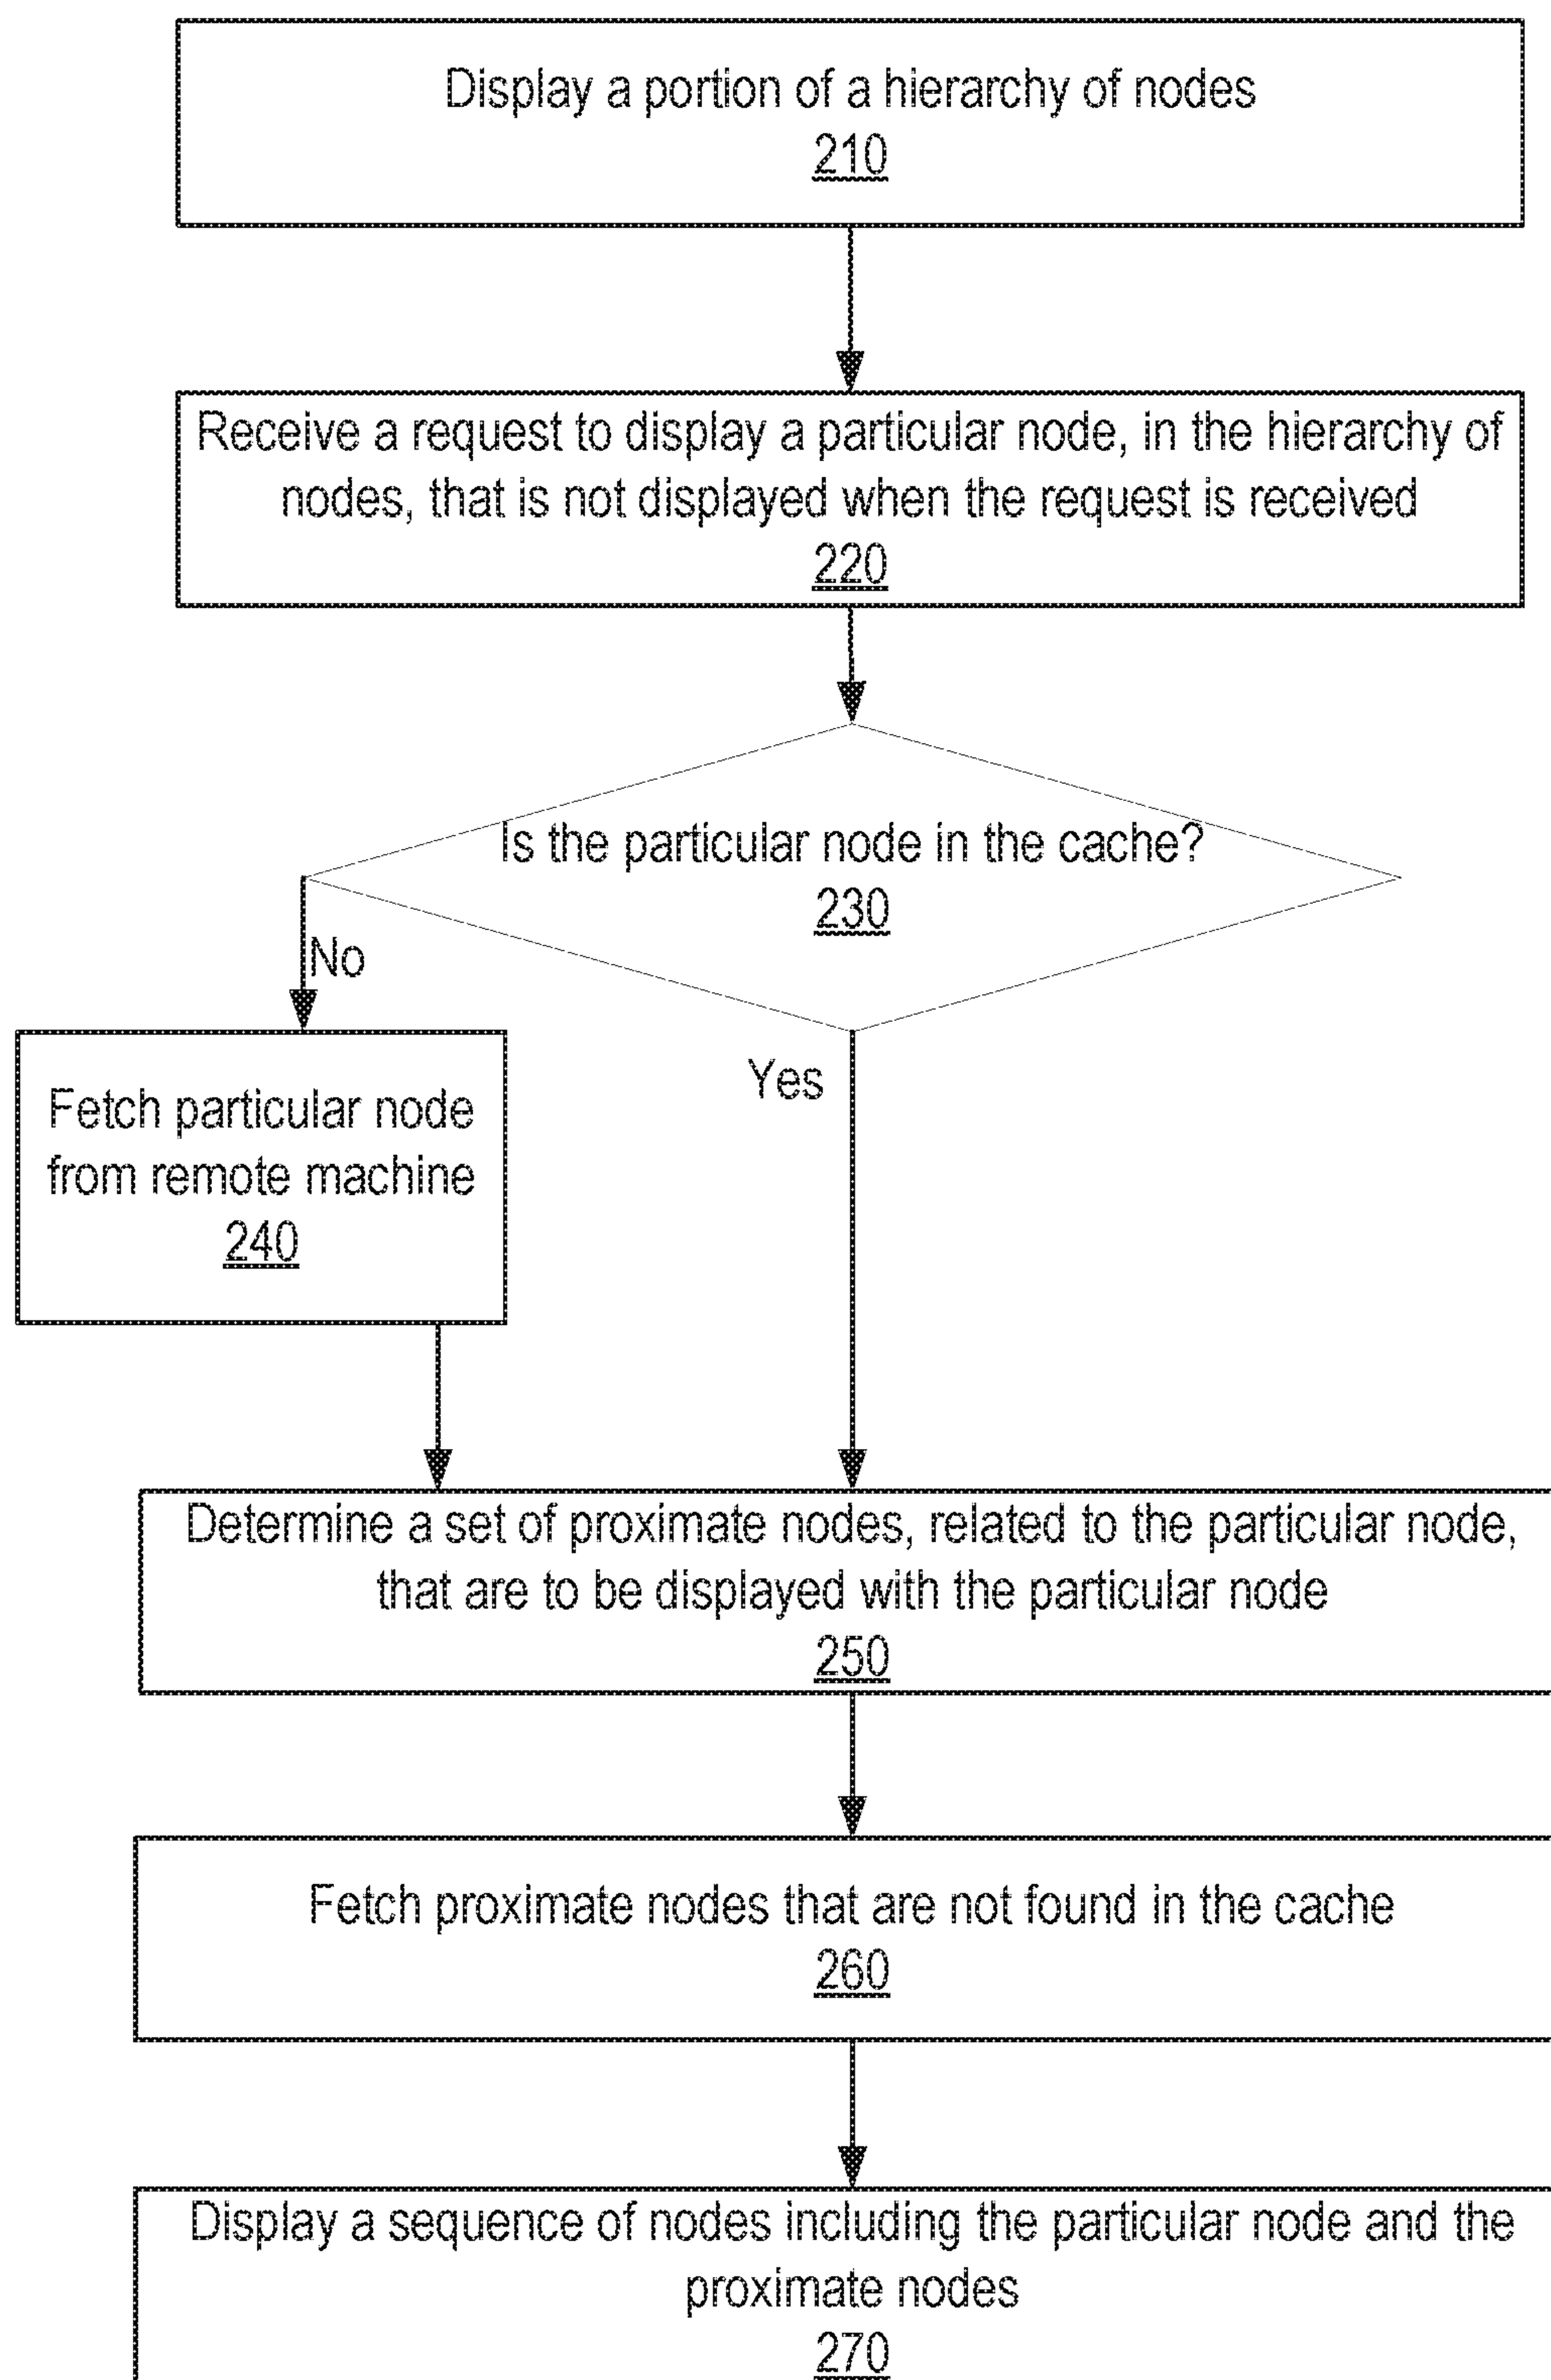 Display a portion of a hierarchy of nodes
210
Receive a request to display a particular node, in the hierarchy of
nodes, that is not displayed when the request is received
220
Is the particular node in the cache?
230
No
Yes
Fetch particular node
from remote machine
240
Determine a set of proximate nodes, related to the particular node,
that are to be displayed with the particular node
250
Fetch proximate nodes that are not found in the cache
260
Display a sequence of nodes including the particular node and the
proximate nodes
270